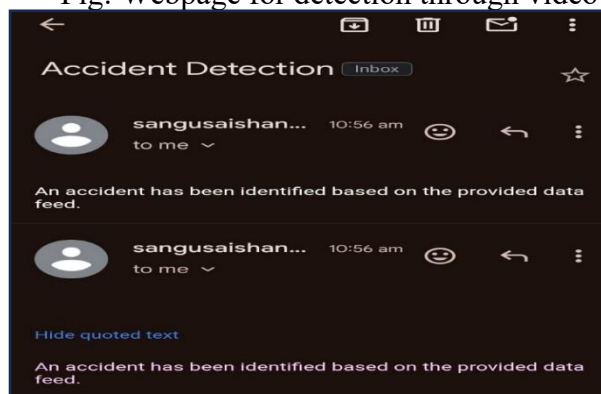 Fig: Webpage for detection through video
Accident Detection Inbox
sangusaishan... 10:56 am
to me
An accident has been identified based on the provided data
feed.
sangusaishan... 10:56 am
to me
Hide quoted text
An accident has been identified based on the provided data
feed.